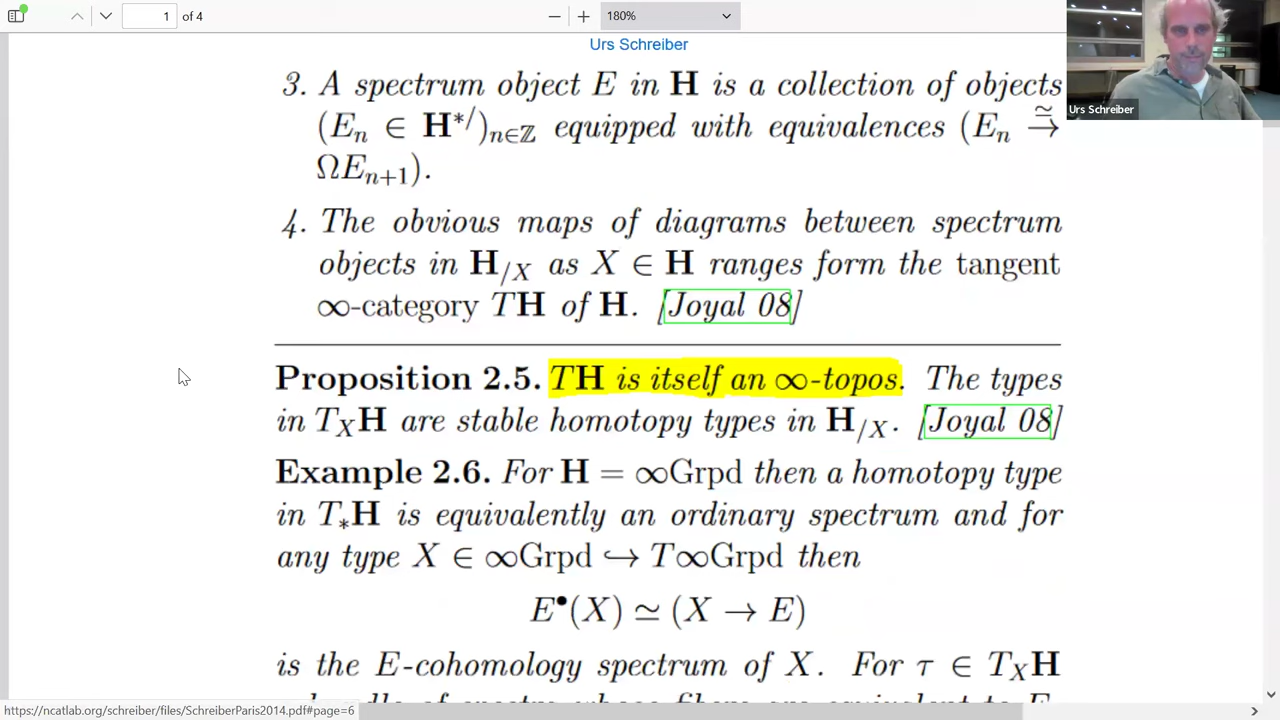 1 of 4
180%
Urs Schreiber
3. A spectrum object E in H is a collection of objects
(Eₙ ∈ H^{*/})_{n∈ℤ} equipped with equivalences (Eₙ ≃→
ΩEₙ₊₁).
Urs Schreiber
4. The obvious maps of diagrams between spectrum
objects in H_{/X} as X ∈ H ranges form the tangent
∞-category TH of H. [Joyal 08]
Proposition 2.5. TH is itself an ∞-topos. The types
in T_XH are stable homotopy types in H_{/X}. [Joyal 08]
Example 2.6. For H = ∞Grpd then a homotopy type
in T_*H is equivalently an ordinary spectrum and for
any type X ∈ ∞Grpd ↪ T∞Grpd then
E^•(X) ≃ (X → E)
is the E-cohomology spectrum of X. For τ ∈ T_XH
https://ncatlab.org/schreiber/files/SchreiberParis2014.pdf#page=6